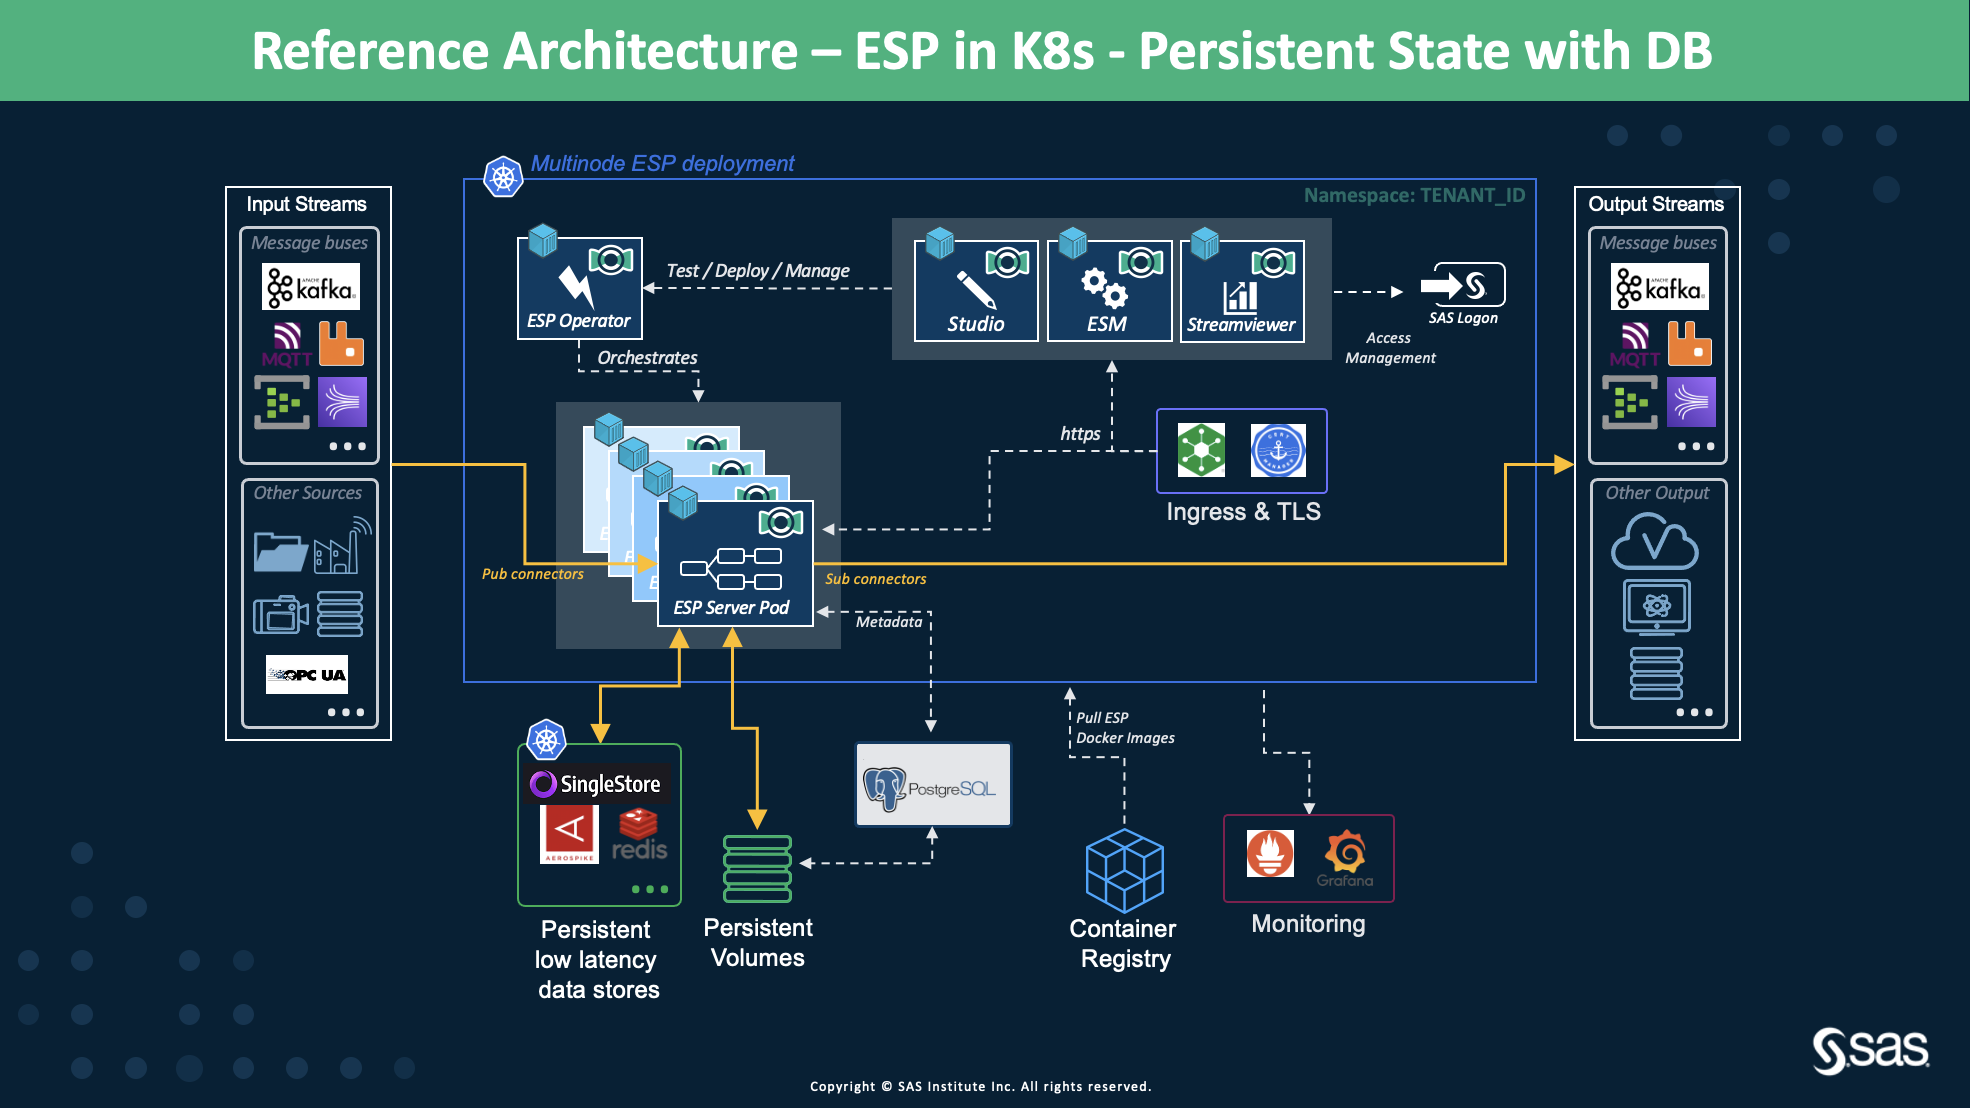 Reference Architecture – ESP in K8s - Persistent State with DB
Multinode ESP deployment
Namespace: TENANT_ID
Input Streams
Message buses
APACHE
kafka
MQTT
Other Sources
OPC UA
ESP Operator
Test / Deploy / Manage
Studio
ESM
Streamviewer
SAS Logon
Access
Management
Orchestrates
https
CERT
MANAGER
Ingress & TLS
E
E
E
ESP Server Pod
Pub connectors
Sub connectors
Metadata
Output Streams
Message buses
APACHE
kafka
MQTT
Other Output
V
SingleStore
AEROSPIKE
redis
Persistent
low latency
data stores
Persistent
Volumes
PostgreSQL
Pull ESP
Docker Images
Container
Registry
Grafana
Monitoring
sas
Copyright © SAS Institute Inc. All rights reserved.